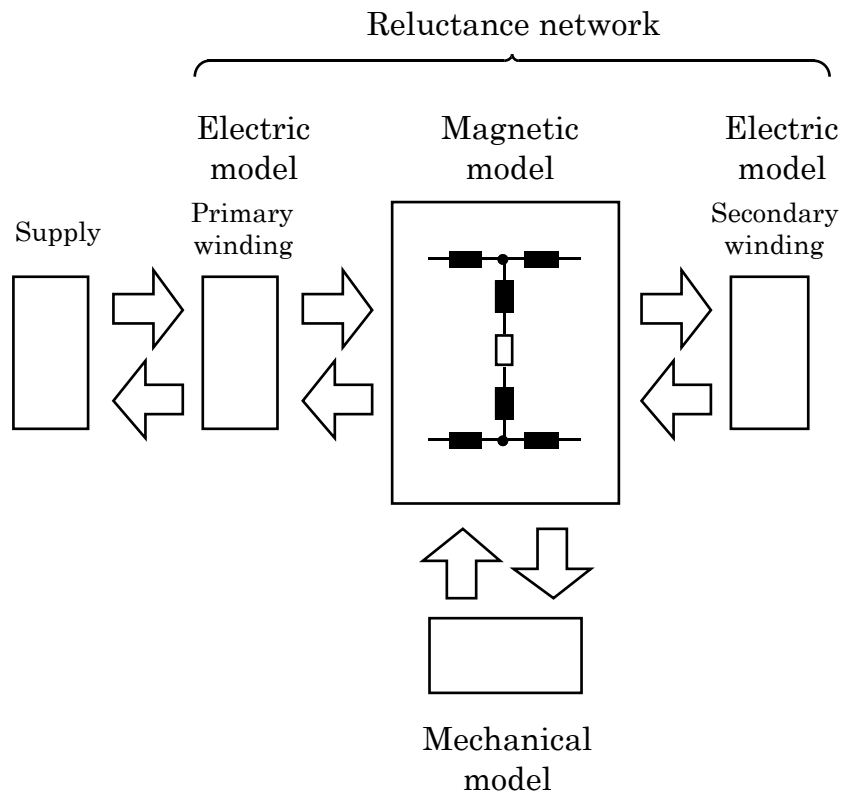 Reluctance network
Electric
model
Magnetic
model
Electric
model
Supply
Primary
winding
Secondary
winding
Mechanical
model